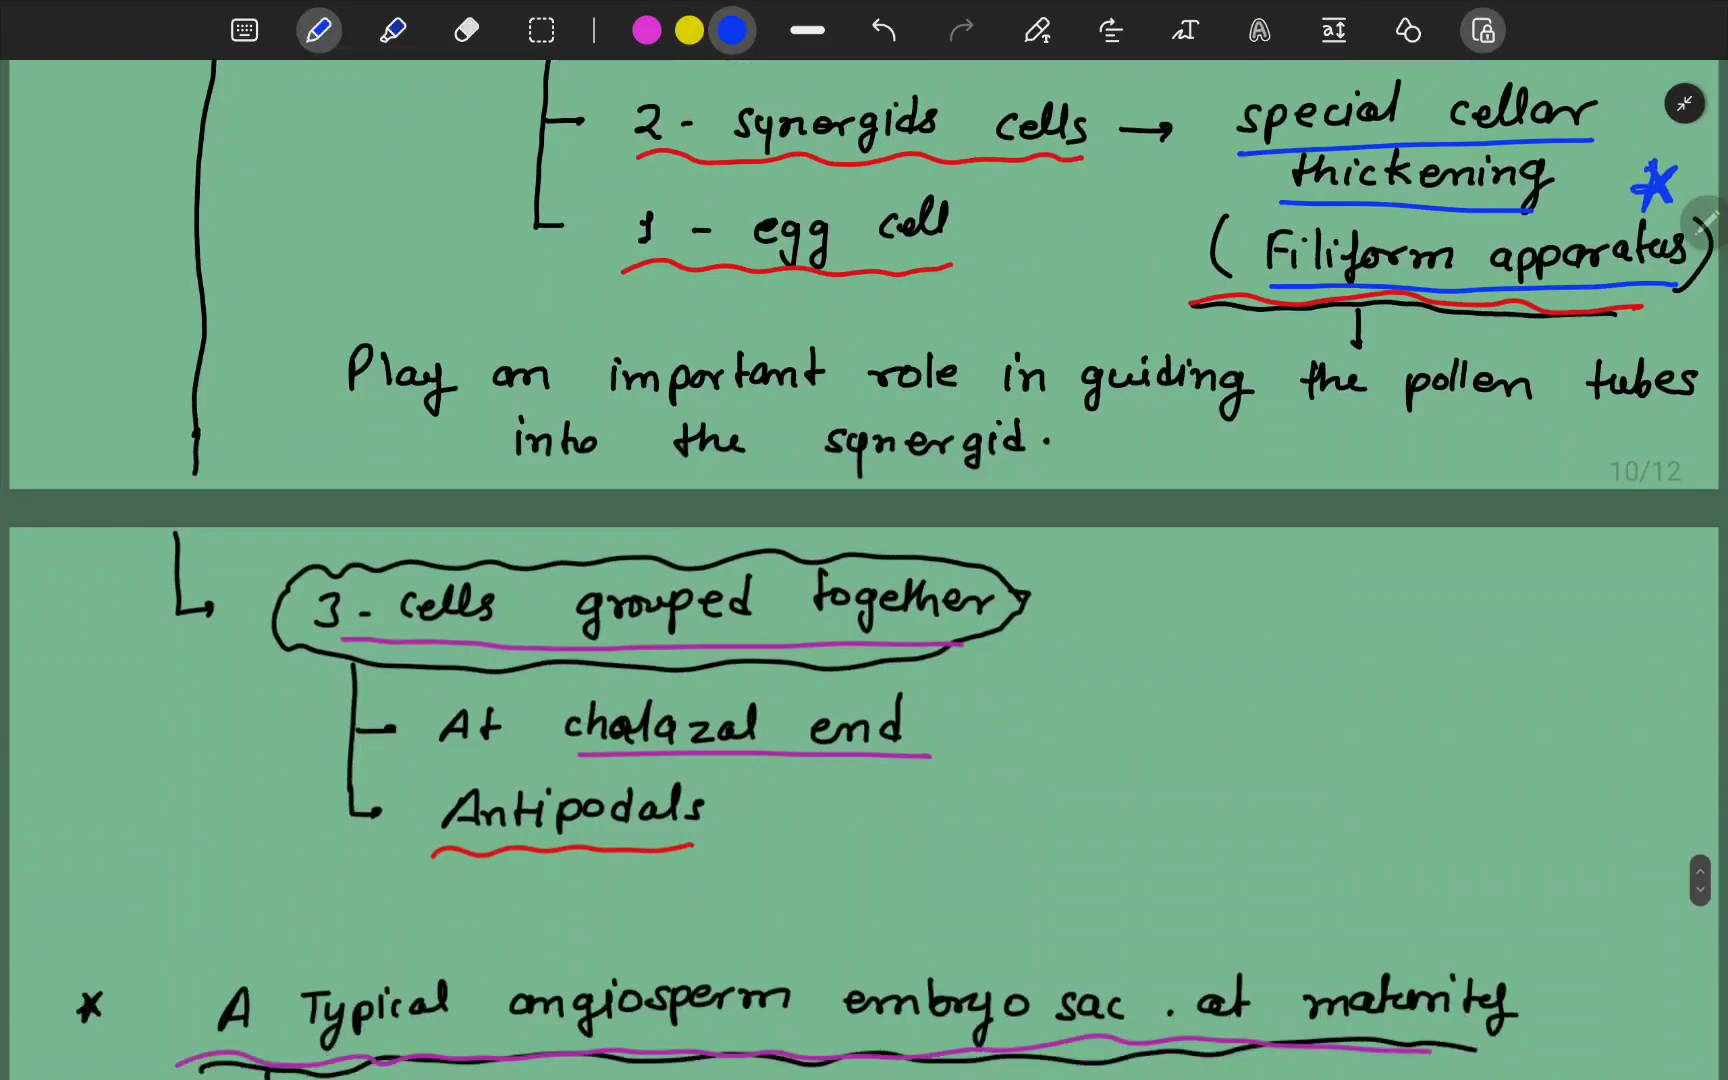 2 - synergids cells → special cellar
thickening
1 - egg cell
( Filiform apparatus )
Play an important role in guiding the pollen tubes
into the synergid .
10/12
3 - cells grouped together
At chalazal end
Antipodals
* A Typical angiosperm embryo sac . at maturity